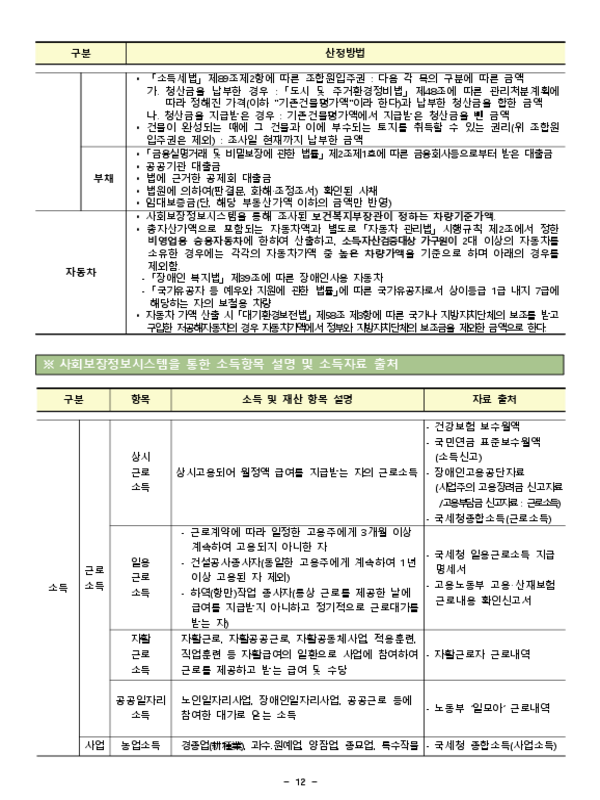 구분 산정방법
• 「소득세법」 제89조제2항에 따른 조합원입주권 : 다음 각 목의 구분에 따른 금액
가. 청산금을 납부한 경우 : 「도시 및 주거환경정비법」 제48조에 따른 관리처분계획에
따라 정해진 가격(이하 "기존건물평가액"이라 한다)과 납부한 청산금을 합한 금액
나. 청산금을 지급받은 경우 : 기존건물평가액에서 지급받은 청산금을 뺀 금액
• 건물이 완성되는 때에 그 건물과 이에 부수되는 토지를 취득할 수 있는 권리(위 조합원
입주권은 제외) : 조사일 현재까지 납부한 금액
부채
• 「금융실명거래 및 비밀보장에 관한 법률」 제2조제1호에 따른 금융회사등으로부터 받은 대출금
• 공공기관 대출금
• 법에 근거한 공제회 대출금
• 법원에 의하여(판결문, 화해·조정조서) 확인된 사채
• 임대보증금(단, 해당 부동산가액 이하의 금액만 반영)
자동차
• 사회보장정보시스템을 통해 조사된 보건복지부장관이 정하는 차량기준가액.
• 총자산가액으로 포함되는 자동차액과 별도로 「자동차 관리법」 시행규칙 제2조에서 정한
비영업용 승용자동차에 한하여 산출하고, 소득자산검증대상 가구원이 2대 이상의 자동차를
소유한 경우에는 각각의 자동차가액 중 높은 차량가액을 기준으로 하며 아래의 경우를
제외함.
- 「장애인 복지법」 제39조에 따른 장애인사용 자동차
- 「국가유공자 등 예우와 지원에 관한 법률」에 따른 국가유공자로서 상이등급 1급 내지 7급에
해당하는 자의 보철용 차량
• 자동차 가액 산출 시 「대기환경보전법」 제58조 제3항에 따른 국가나 지방자치단체의 보조를 받고
구입한 저공해자동차의 경우 자동차가액에서 정부와 지방자치단체의 보조금을 제외한 금액으로 한다.
※ 사회보장정보시스템을 통한 소득항목 설명 및 소득자료 출처
구분 항목 소득 및 재산 항목 설명 자료 출처
소득
근로
소득
상시
근로
소득
상시고용되어 월정액 급여를 지급받는 자의 근로소득
- 건강보험 보수월액
- 국민연금 표준보수월액
(소득신고)
- 장애인고용공단자료
(사업주의 고용장려금 신고자료
/고용부담금 신고자료 : 근로소득)
- 국세청종합소득(근로소득)
일용
근로
소득
- 근로계약에 따라 일정한 고용주에게 3개월 이상
계속하여 고용되지 아니한 자
- 건설공사종사자(동일한 고용주에게 계속하여 1년
이상 고용된 자 제외)
- 하역(항만)작업 종사자(통상 근로를 제공한 날에
급여를 지급받지 아니하고 정기적으로 근로대가를
받는 자)
- 국세청 일용근로소득 지급
명세서
- 고용노동부 고용·산재보험
근로내용 확인신고서
자활
근로
소득
자활근로, 자활공공근로, 자활공동체사업, 적응훈련,
직업훈련 등 자활급여의 일환으로 사업에 참여하여
근로를 제공하고 받는 급여 및 수당
- 자활근로자 근로내역
공공일자리
소득
노인일자리사업, 장애인일자리사업, 공공근로 등에
참여한 대가로 얻는 소득
- 노동부 '일모아' 근로내역
사업 농업소득 경종업(耕種業), 과수·원예업, 양잠업, 종묘업, 특수작물 - 국세청 종합소득(사업소득)
- 12 -